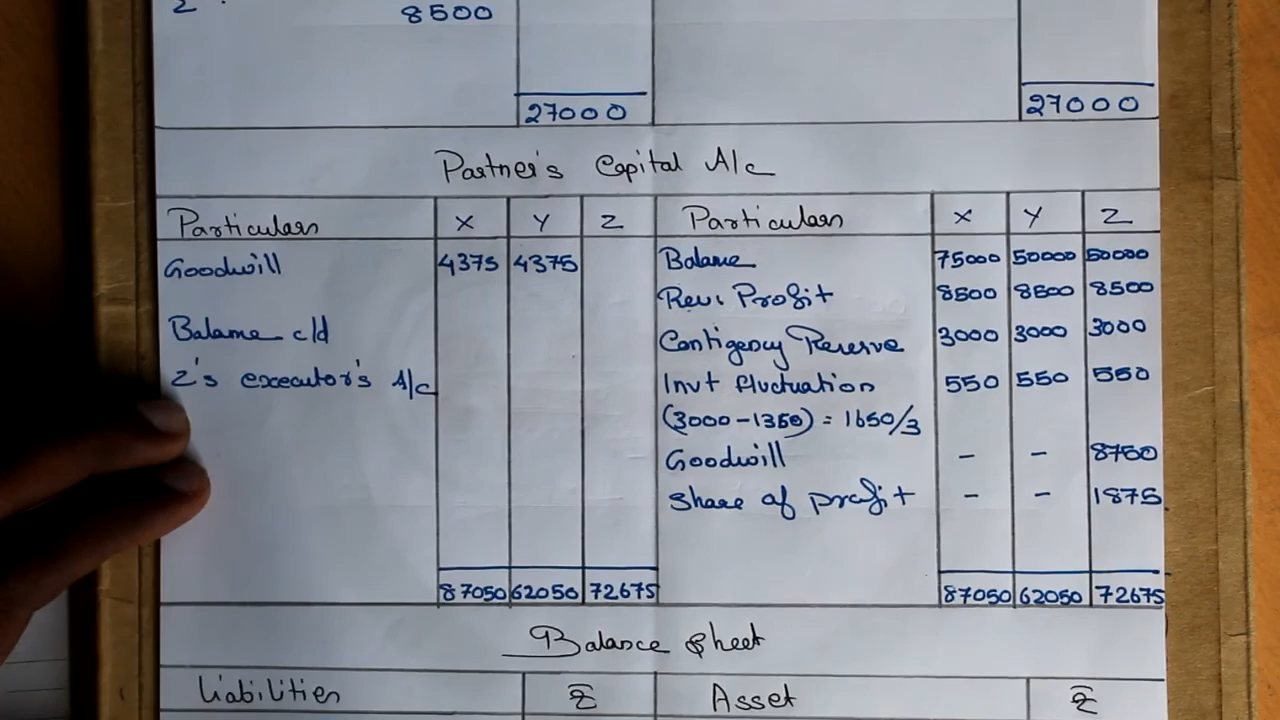 Z 8500
27000 27000
Partner's Capital A/c
Particulars X Y Z Particulars X Y Z
Goodwill 4375 4375 Balance 75000 50000 50000
Rev: Profit 8500 8500 8500
Balance c/d Contigency Reserve 3000 3000 3000
Z's executor's A/c Invt fluctuation 550 550 550
(3000-1350) = 1650/3
Goodwill - - 8750
Share of profit - - 1875
87050 62050 72675 87050 62050 72675
Balance Sheet
Liabilities ₹ Asset ₹